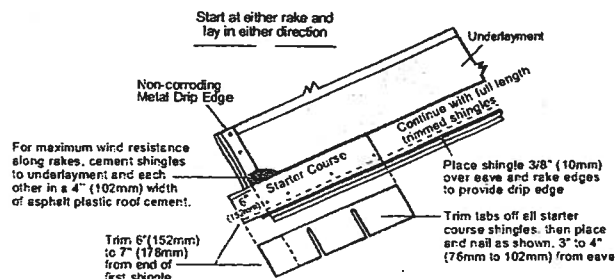 Start at either rake and
lay in either direction
Underlayment
Non-corroding
Metal Drip Edge
Continue with full length
trimmed shingles
For maximum wind resistance
along rakes, cement shingles
to underlayment and each
other in a 4" (102mm) width
of asphalt plastic roof cement.
Starter Course
6"
(152mm)
Place shingle 3/8" (10mm)
over eave and rake edges
to provide drip edge
Trim tabs off all starter
course shingles, then place
and nail as shown, 3" to 4"
(76mm to 102mm) from eave
Trim 6"(152mm)
to 7" (178mm)
from end of
first shingle